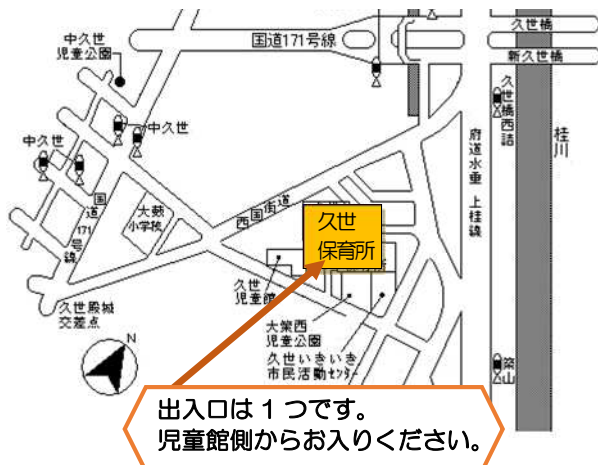 久世橋
国道171号線
新久世橋
中久世
児童公園
久世橋西詰
中久世
中久世
桂川
府道水垂 上桂線
国道171号線
大薮
小学校
西国街道
久世
保育所
久世
児童館
久世殿城
交差点
大築西
児童公園
久世いきいき
市民活動センター
N
築山
出入口は 1 つです。
児童館側からお入りください。